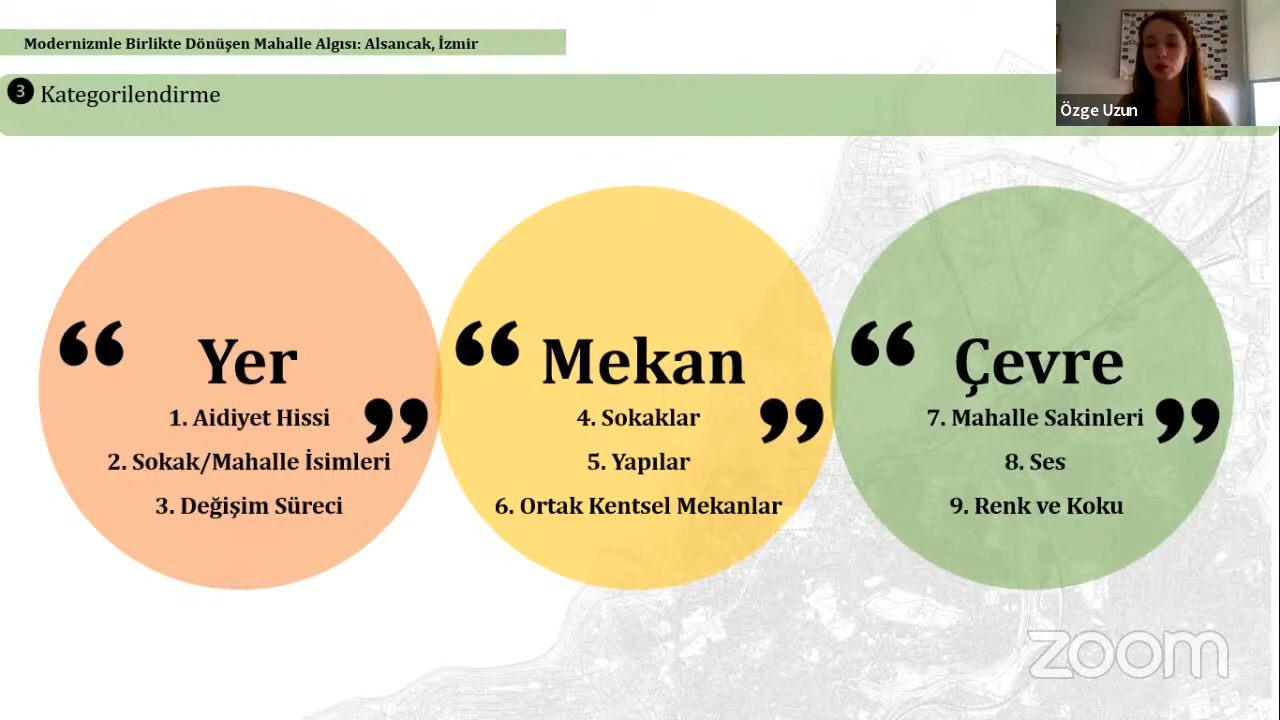 Modernizmle Birlikte Dönüşen Mahalle Algısı: Alsancak, İzmir
3 Kategorilendirme
Özge Uzun
“ Yer ”
1. Aidiyet Hissi
2. Sokak/Mahalle İsimleri
3. Değişim Süreci
“ Mekan ”
4. Sokaklar
5. Yapılar
6. Ortak Kentsel Mekanlar
“ Çevre ”
7. Mahalle Sakinleri
8. Ses
9. Renk ve Koku
zoom